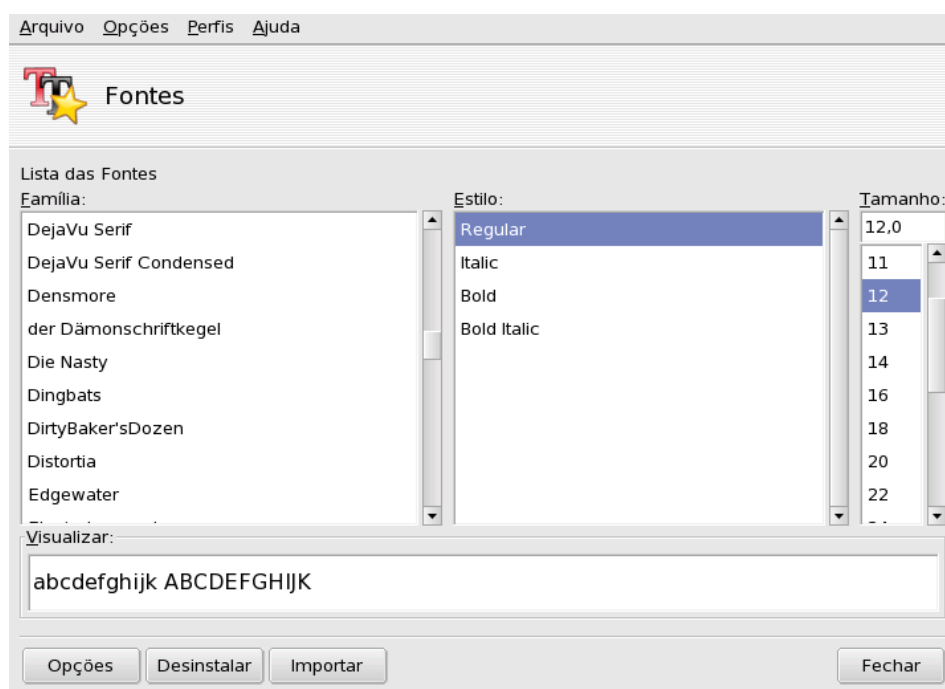 Arquivo Opções Perfis Ajuda
Fontes
Lista das Fontes
Família:
DejaVu Serif
DejaVu Serif Condensed
Densmore
der Dämonschriftkegel
Die Nasty
Dingbats
DirtyBaker'sDozen
Distortia
Edgewater
Estilo:
Regular
Italic
Bold
Bold Italic
Tamanho:
12,0
11
12
13
14
16
18
20
22
Visualizar:
abcdefghijk ABCDEFGHIJK
Opções Desinstalar Importar Fechar